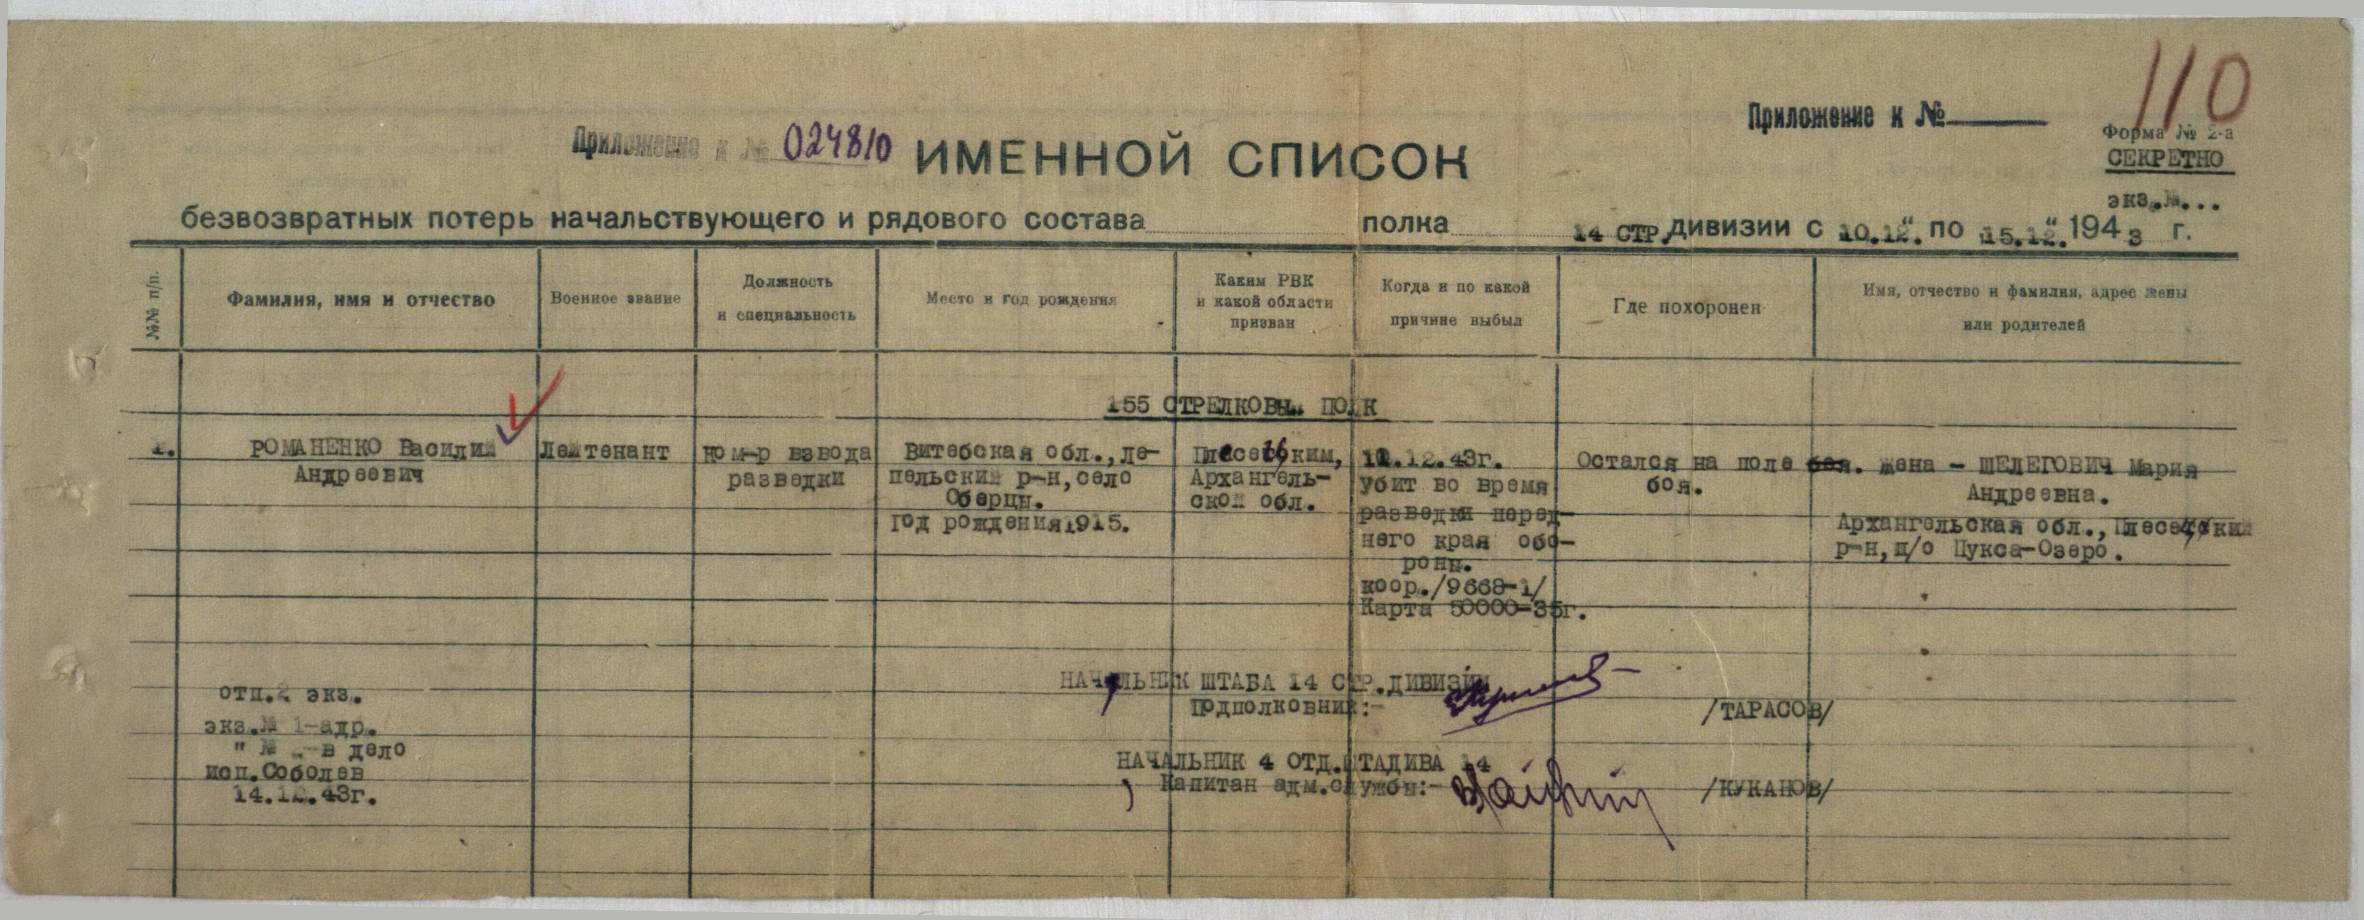 110
Приложение к №
Приложение к № 024810
ИМЕННОЙ СПИСОК
Форма № 2-а
СЕКРЕТНО
экз.№...
безвозвратных потерь начальствующего и рядового состава полка 14 СТР. дивизии с 10.12." по 15.12." 1943 г.
№№ п/п.
Фамилия, имя и отчество
Военное звание
Должность
и специальность
Место и год рождения
Каким РВК
и какой области
призван
Когда и по какой
причине выбыл
Где похоронен
Имя, отчество и фамилия, адрес жены
или родителей
155 СТРЕЛКОВЫЙ ПОЛК
1.
РОМАНЕНКО Василий
Андреевич
Лейтенант
ком-р взвода
разведки
Витебская обл., Ле-
пельский р-н, село
Оберцы.
Год рождения 1915.
Плесецким,
Архангель-
ской обл.
12.43г.
убит во время
разведки перед-
него края обо-
роны.
коор./9668-1/
Карта 50000-35г.
Остался на поле боя.
боя.
жена - ШЕЛЕГОВИЧ Мария
Андреевна.
Архангельская обл., Плесецкий
р-н, п/о Пукса-Озеро.
НАЧАЛЬНИК ШТАБА 14 СТР.ДИВИЗИИ
Подполковник:-
/ТАРАСОВ/
НАЧАЛЬНИК 4 ОТД.ШТАДИВА 14
Капитан адм.службы:-
/КУКАНОВ/
отп.2 экз.
экз.№ 1-адр.
" № -в дело
исп.Соболев
14.12.43г.